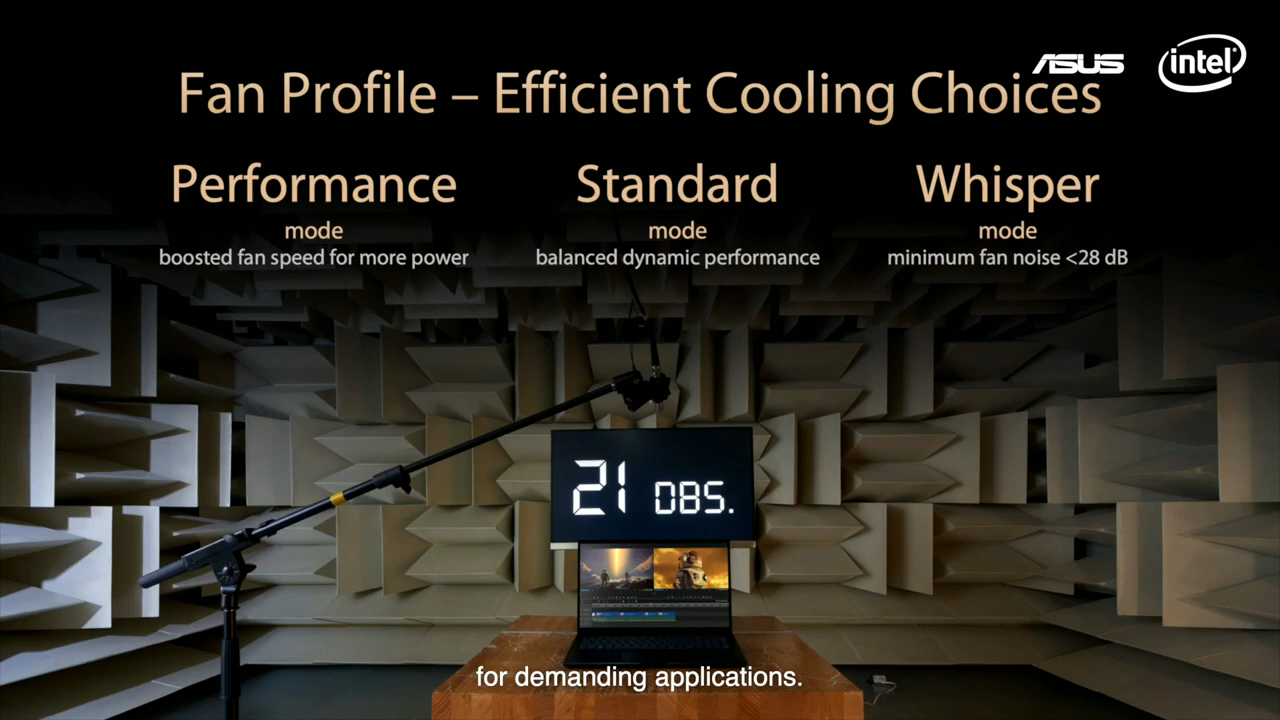 ASUS
intel
Fan Profile – Efficient Cooling Choices
Performance
mode
boosted fan speed for more power
Standard
mode
balanced dynamic performance
Whisper
mode
minimum fan noise <28 dB
21 DBS.
for demanding applications.